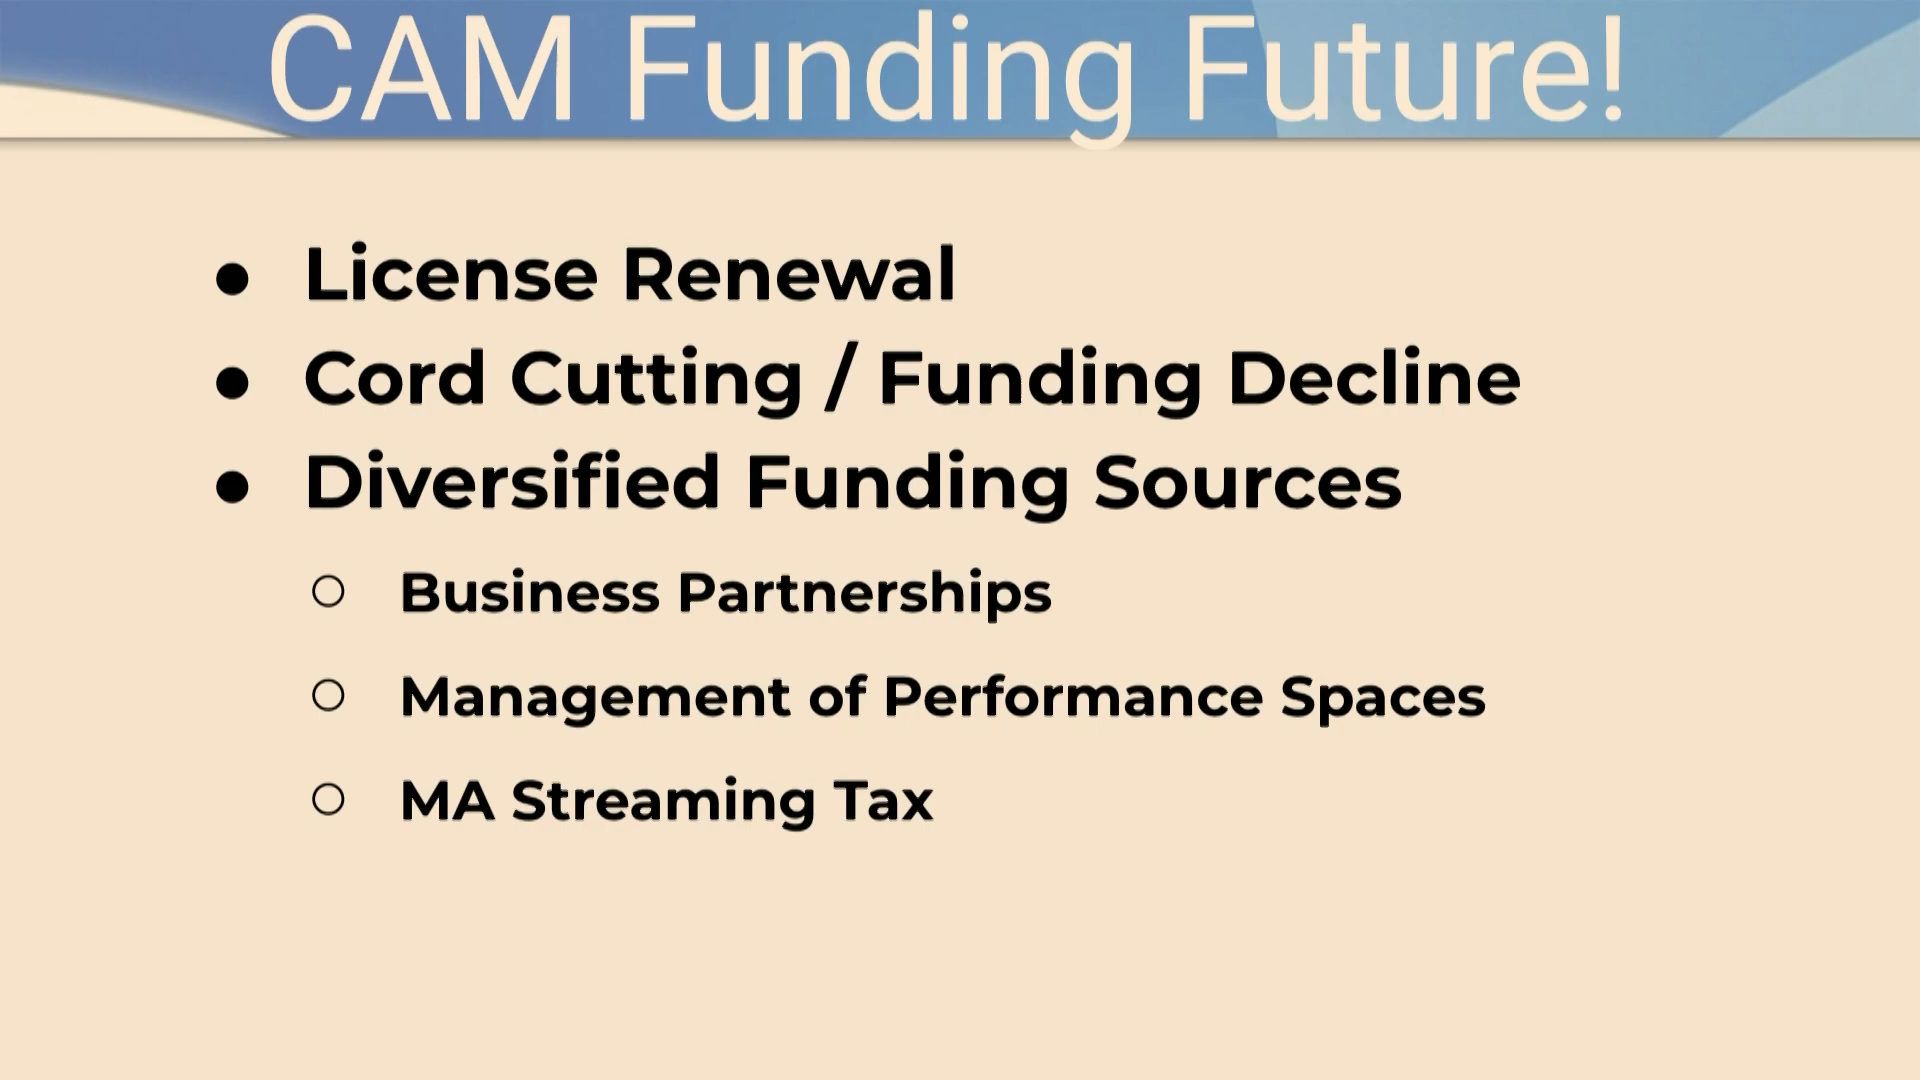 CAM Funding Future!
● License Renewal
● Cord Cutting / Funding Decline
● Diversified Funding Sources
○ Business Partnerships
○ Management of Performance Spaces
○ MA Streaming Tax